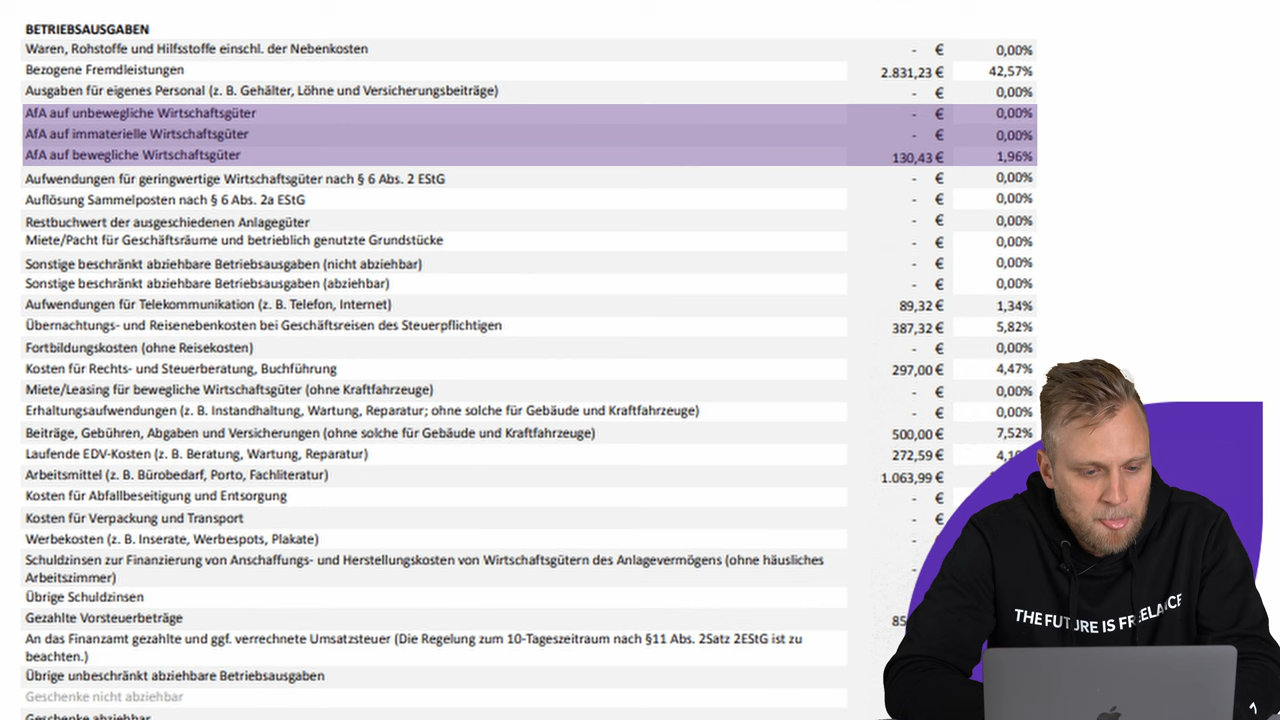 BETRIEBSAUSGABEN
Waren, Rohstoffe und Hilfsstoffe einschl. der Nebenkosten - € 0,00%
Bezogene Fremdleistungen 2.831,23 € 42,57%
Ausgaben für eigenes Personal (z. B. Gehälter, Löhne und Versicherungsbeiträge) - € 0,00%
AfA auf unbewegliche Wirtschaftsgüter - € 0,00%
AfA auf immaterielle Wirtschaftsgüter - € 0,00%
AfA auf bewegliche Wirtschaftsgüter 130,43 € 1,96%
Aufwendungen für geringwertige Wirtschaftsgüter nach § 6 Abs. 2 EStG - € 0,00%
Auflösung Sammelposten nach § 6 Abs. 2a EStG - € 0,00%
Restbuchwert der ausgeschiedenen Anlagegüter - € 0,00%
Miete/Pacht für Geschäftsräume und betrieblich genutzte Grundstücke - € 0,00%
Sonstige beschränkt abziehbare Betriebsausgaben (nicht abziehbar) - € 0,00%
Sonstige beschränkt abziehbare Betriebsausgaben (abziehbar) - € 0,00%
Aufwendungen für Telekommunikation (z. B. Telefon, Internet) 89,32 € 1,34%
Übernachtungs- und Reisenebenkosten bei Geschäftsreisen des Steuerpflichtigen 387,32 € 5,82%
Fortbildungskosten (ohne Reisekosten) - € 0,00%
Kosten für Rechts- und Steuerberatung, Buchführung 297,00 € 4,47%
Miete/Leasing für bewegliche Wirtschaftsgüter (ohne Kraftfahrzeuge) - € 0,00%
Erhaltungsaufwendungen (z. B. Instandhaltung, Wartung, Reparatur; ohne solche für Gebäude und Kraftfahrzeuge) - € 0,00%
Beiträge, Gebühren, Abgaben und Versicherungen (ohne solche für Gebäude und Kraftfahrzeuge) 500,00 € 7,52%
Laufende EDV-Kosten (z. B. Beratung, Wartung, Reparatur) 272,59 €
Arbeitsmittel (z. B. Bürobedarf, Porto, Fachliteratur) 1.063,99 €
Kosten für Abfallbeseitigung und Entsorgung - €
Kosten für Verpackung und Transport - €
Werbekosten (z. B. Inserate, Werbespots, Plakate) -
Schuldzinsen zur Finanzierung von Anschaffungs- und Herstellungskosten von Wirtschaftsgütern des Anlagevermögens (ohne häusliches -
Arbeitszimmer)
Übrige Schuldzinsen
Gezahlte Vorsteuerbeträge
An das Finanzamt gezahlte und ggf. verrechnete Umsatzsteuer (Die Regelung zum 10-Tageszeitraum nach §11 Abs. 2Satz 2EStG ist zu
beachten.)
Übrige unbeschränkt abziehbare Betriebsausgaben
Geschenke nicht abziehbar
Geschenke abziehbar
THE FUTURE IS FREELANCE